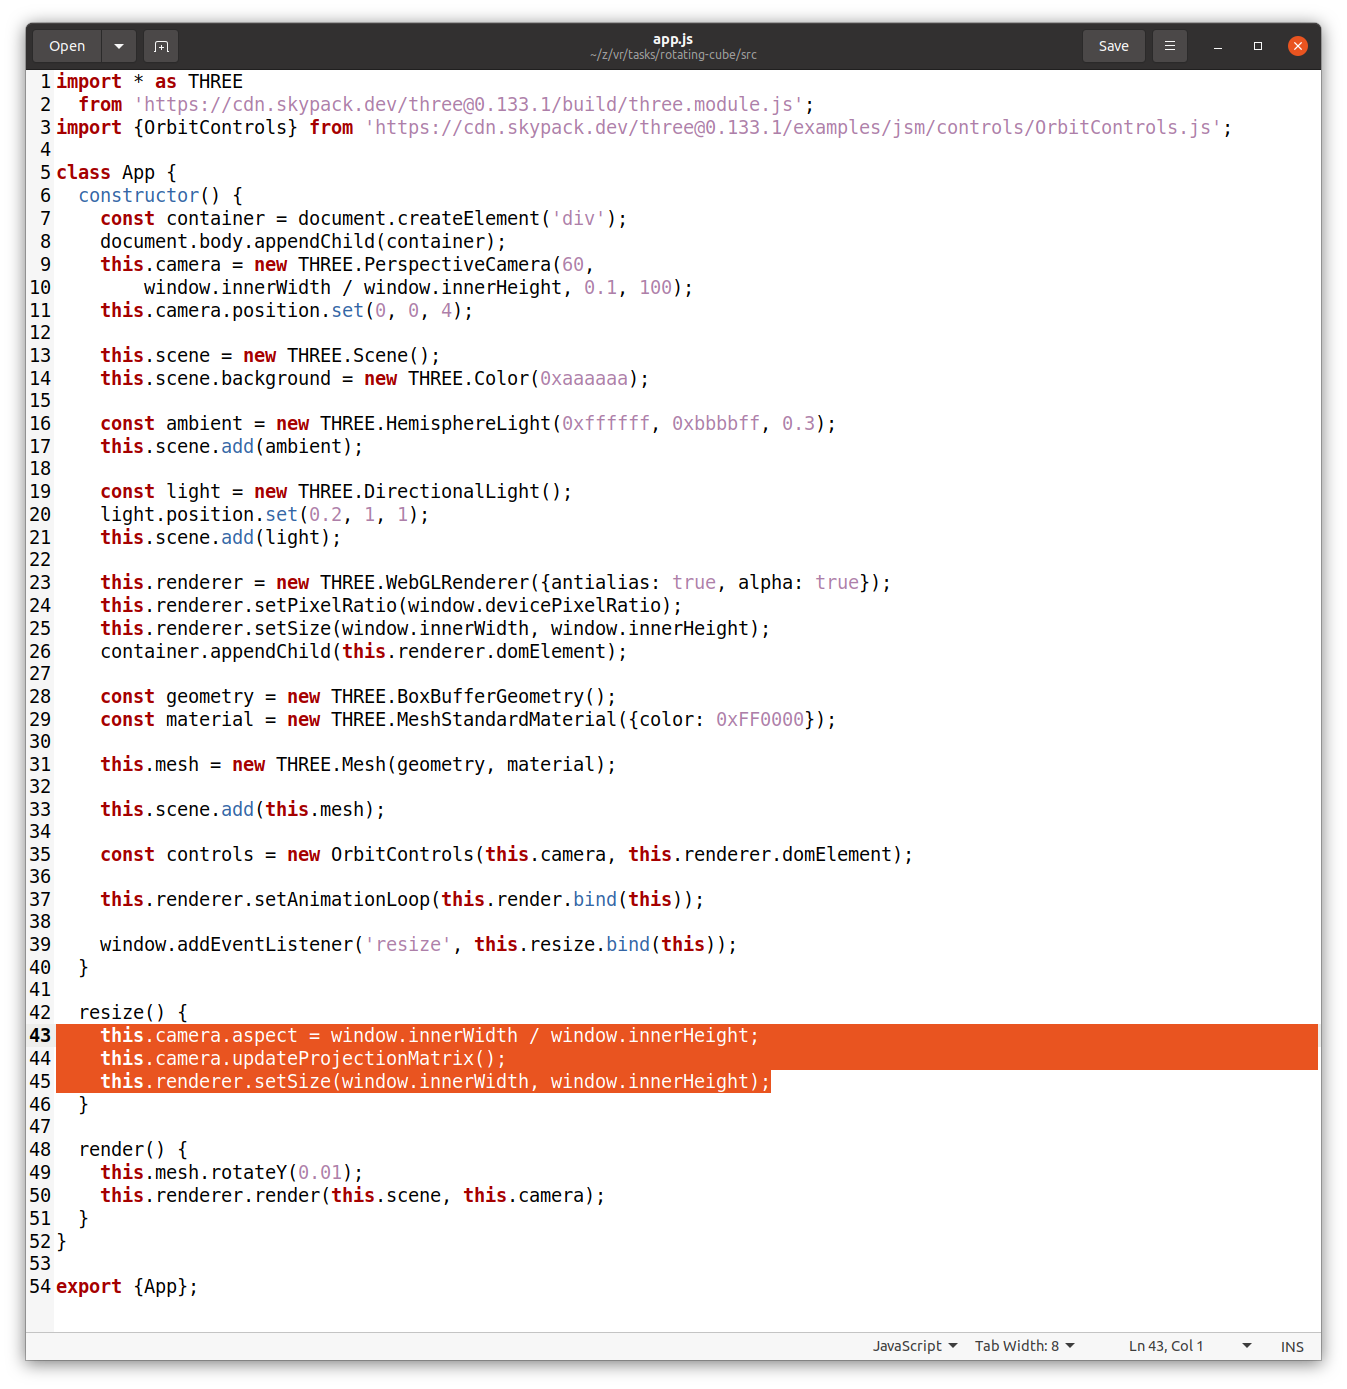 Open
app.js
~/z/vr/tasks/rotating-cube/src
Save
1 import * as THREE
2   from 'https://cdn.skypack.dev/three@0.133.1/build/three.module.js';
3 import {OrbitControls} from 'https://cdn.skypack.dev/three@0.133.1/examples/jsm/controls/OrbitControls.js';
4
5 class App {
6   constructor() {
7     const container = document.createElement('div');
8     document.body.appendChild(container);
9     this.camera = new THREE.PerspectiveCamera(60,
10         window.innerWidth / window.innerHeight, 0.1, 100);
11     this.camera.position.set(0, 0, 4);
12
13     this.scene = new THREE.Scene();
14     this.scene.background = new THREE.Color(0xaaaaaa);
15
16     const ambient = new THREE.HemisphereLight(0xffffff, 0xbbbbff, 0.3);
17     this.scene.add(ambient);
18
19     const light = new THREE.DirectionalLight();
20     light.position.set(0.2, 1, 1);
21     this.scene.add(light);
22
23     this.renderer = new THREE.WebGLRenderer({antialias: true, alpha: true});
24     this.renderer.setPixelRatio(window.devicePixelRatio);
25     this.renderer.setSize(window.innerWidth, window.innerHeight);
26     container.appendChild(this.renderer.domElement);
27
28     const geometry = new THREE.BoxBufferGeometry();
29     const material = new THREE.MeshStandardMaterial({color: 0xFF0000});
30
31     this.mesh = new THREE.Mesh(geometry, material);
32
33     this.scene.add(this.mesh);
34
35     const controls = new OrbitControls(this.camera, this.renderer.domElement);
36
37     this.renderer.setAnimationLoop(this.render.bind(this));
38
39     window.addEventListener('resize', this.resize.bind(this));
40   }
41
42   resize() {
43     this.camera.aspect = window.innerWidth / window.innerHeight;
44     this.camera.updateProjectionMatrix();
45     this.renderer.setSize(window.innerWidth, window.innerHeight);
46   }
47
48   render() {
49     this.mesh.rotateY(0.01);
50     this.renderer.render(this.scene, this.camera);
51   }
52 }
53
54 export {App};
JavaScript   Tab Width: 8   Ln 43, Col 1   INS